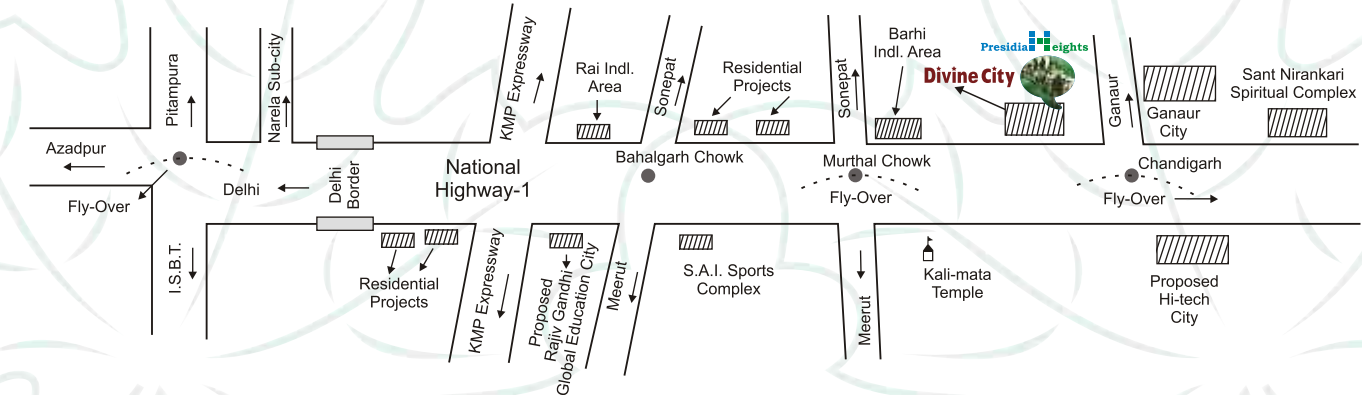 Pitampura
Narela Sub-city
KMP Expressway
Rai Indl.
Area
Sonepat
Residential
Projects
Sonepat
Barhi
Indl. Area
Presidia Heights
Divine City
Ganaur
Ganaur
City
Sant Nirankari
Spiritual Complex
Azadpur
Fly-Over
Delhi
Delhi
Border
National
Highway-1
Bahalgarh Chowk
Murthal Chowk
Fly-Over
Chandigarh
Fly-Over
I.S.B.T.
Residential
Projects
KMP Expressway
Proposed
Rajiv Gandhi
Global Education City
Meerut
S.A.I. Sports
Complex
Meerut
Kali-mata
Temple
Proposed
Hi-tech
City